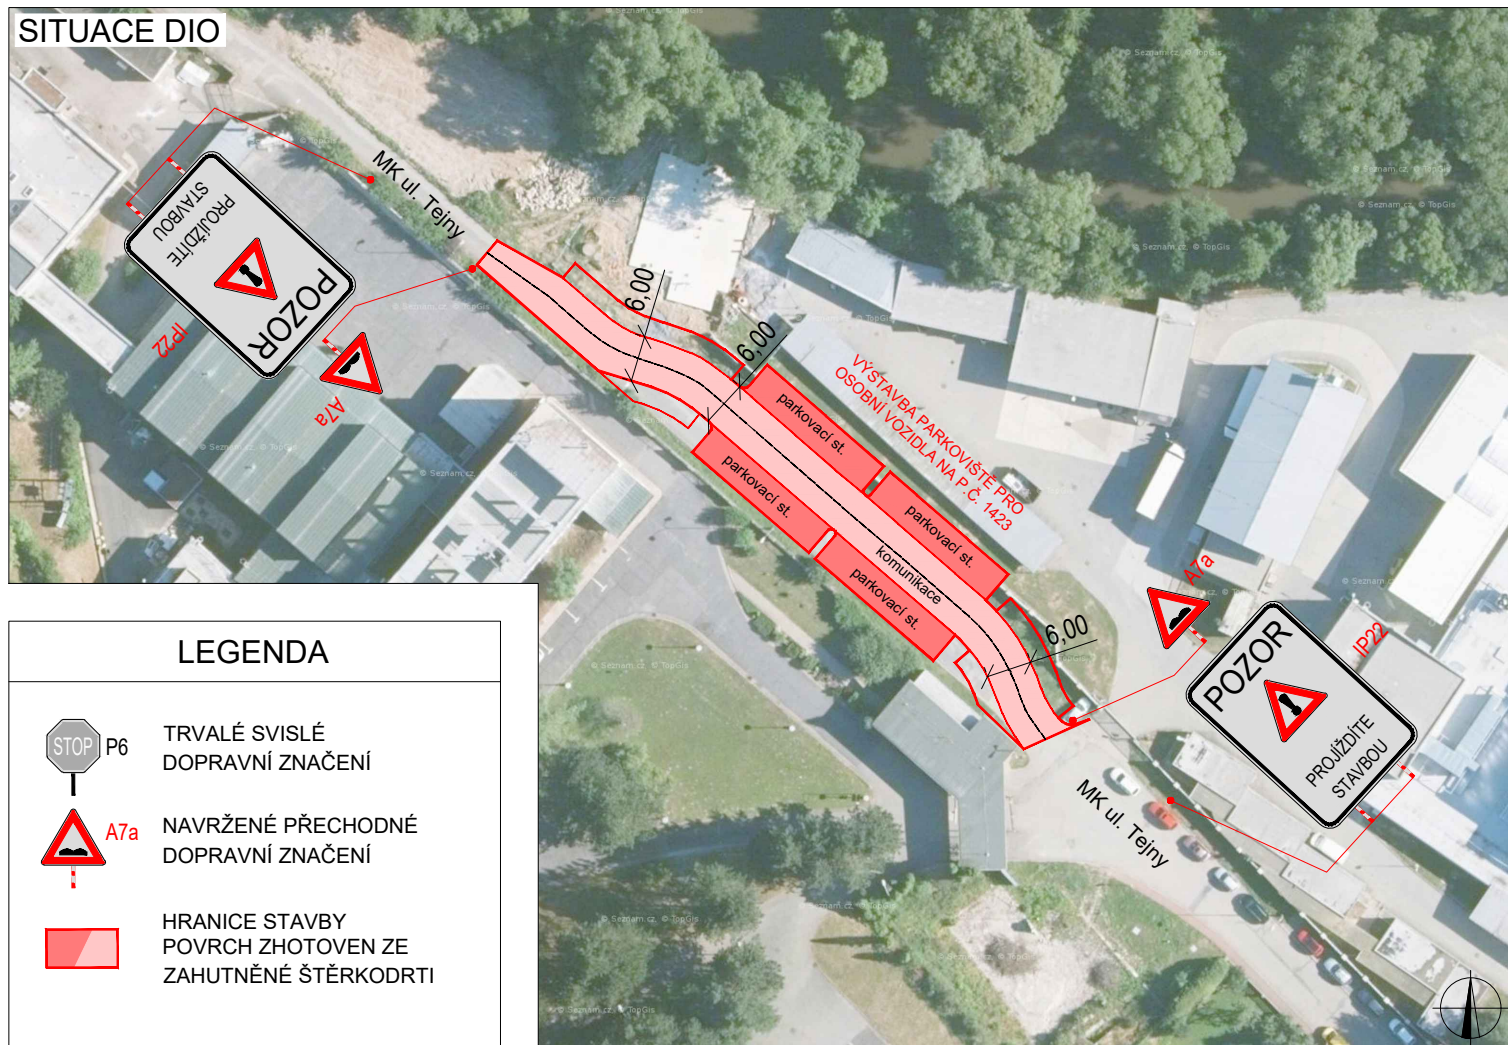 SITUACE DIO
MK ul. Tejny
POZOR
PROJÍŽDÍTE
STAVBOU
IP22
A7a
6,00
6,00
VÝSTAVBA PARKOVIŠTĚ PRO
OSOBNÍ VOZIDLA NA P.Č. 1423
parkovací st.
parkovací st.
parkovací st.
parkovací st.
komunikace
6,00
A7a
IP22
POZOR
PROJÍŽDÍTE
STAVBOU
MK ul. Tejny
LEGENDA
STOP P6
TRVALÉ SVISLÉ
DOPRAVNÍ ZNAČENÍ
A7a
NAVRŽENÉ PŘECHODNÉ
DOPRAVNÍ ZNAČENÍ
HRANICE STAVBY
POVRCH ZHOTOVEN ZE
ZAHUTNĚNÉ ŠTĚRKODRTI
© Seznam.cz, © TopGis